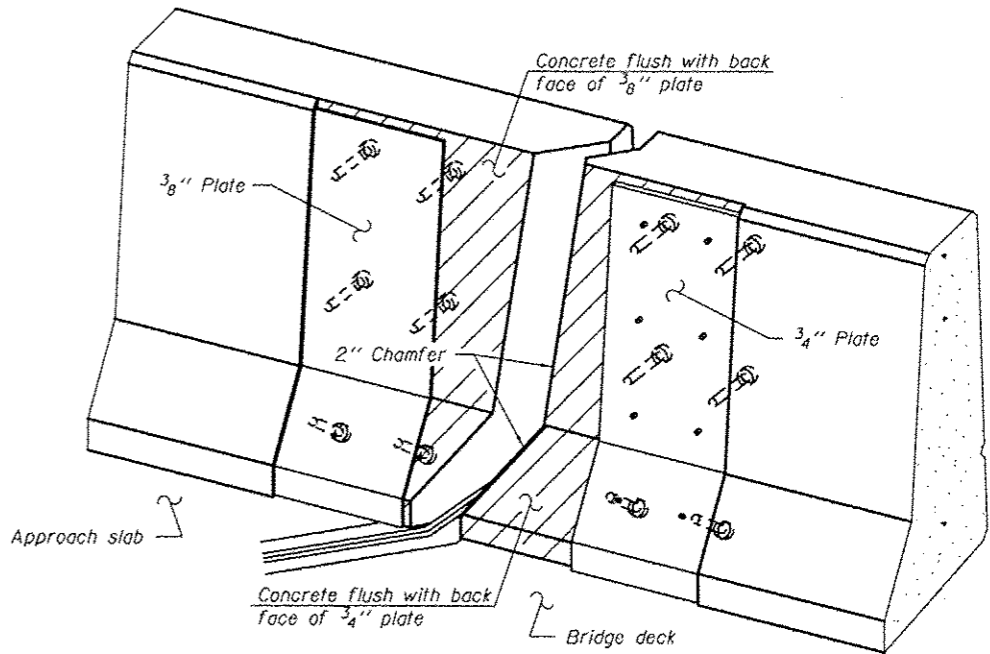 Concrete flush with back
face of 3/8" plate
3/8" Plate
3/4" Plate
2" Chamfer
Approach slab
Concrete flush with back
face of 3/4" plate
Bridge deck